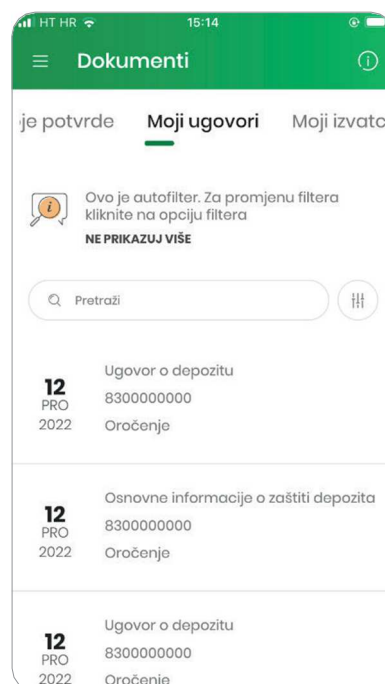 HT HR 15:14
Dokumenti
je potvrde Moji ugovori Moji izvatc
Ovo je autofilter. Za promjenu filtera
kliknite na opciju filtera
NE PRIKAZUJ VIŠE
Pretraži
12
PRO
2022
Ugovor o depozitu
8300000000
Oročenje
12
PRO
2022
Osnovne informacije o zaštiti depozita
8300000000
Oročenje
12
PRO
2022
Ugovor o depozitu
8300000000
Oročenje